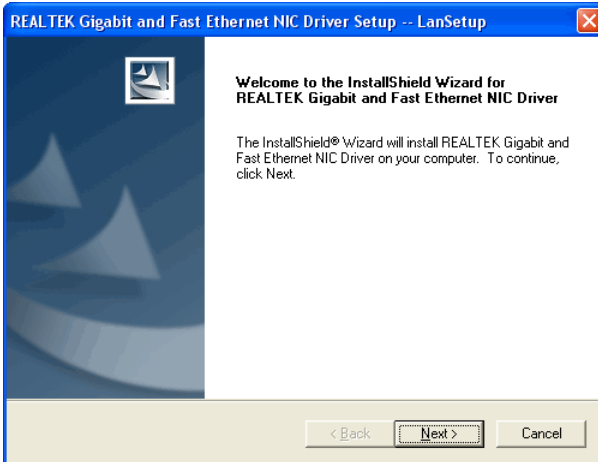 REALTEK Gigabit and Fast Ethernet NIC Driver Setup -- LanSetup
Welcome to the InstallShield Wizard for
REALTEK Gigabit and Fast Ethernet NIC Driver
The InstallShield® Wizard will install REALTEK Gigabit and
Fast Ethernet NIC Driver on your computer. To continue,
click Next.
< Back
Next >
Cancel